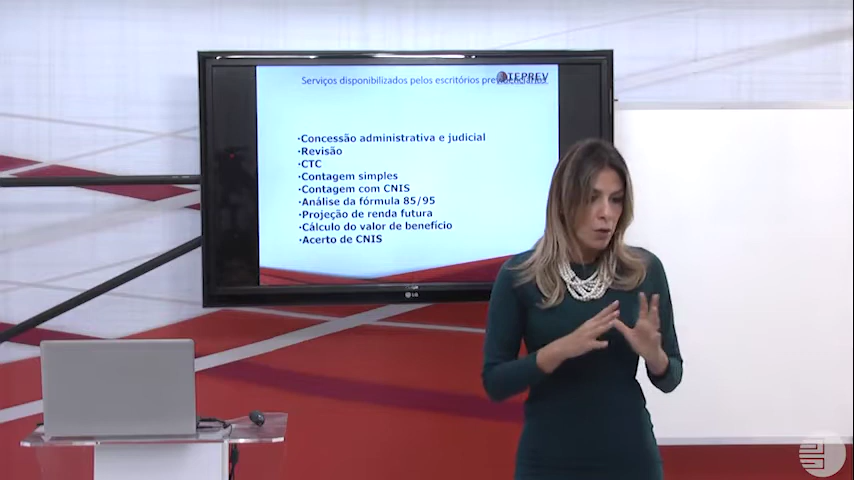 IEPREV
Serviços disponibilizados pelos escritórios previdenciários
·Concessão administrativa e judicial
·Revisão
·CTC
·Contagem simples
·Contagem com CNIS
·Análise da fórmula 85/95
·Projeção de renda futura
·Cálculo do valor de benefício
·Acerto de CNIS
LG